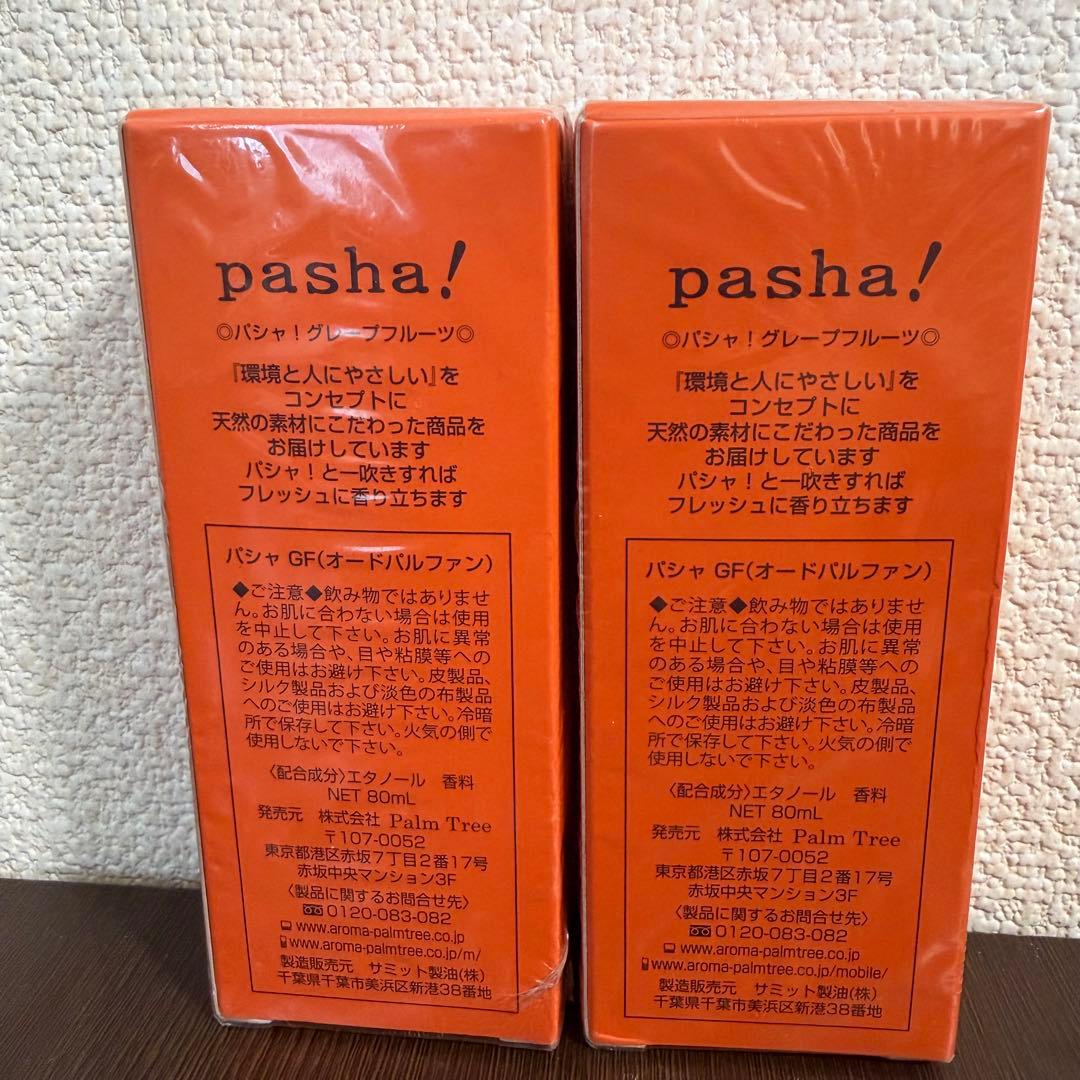 pasha!
◎パシャ！グレープフルーツ◎
『環境と人にやさしい』を
コンセプトに
天然の素材にこだわった商品を
お届けしています
パシャ！と一吹きすれば
フレッシュに香り立ちます
パシャ GF（オードパルファン）
◆ご注意◆飲み物ではありませ
ん。お肌に合わない場合は使用
を中止して下さい。お肌に異常
のある場合や、目や粘膜等への
ご使用はお避け下さい。皮製品、
シルク製品および淡色の布製品
へのご使用はお避け下さい。冷暗
所で保存して下さい。火気の側で
使用しないで下さい。
〈配合成分〉エタノール　香料
NET 80mL
発売元　株式会社 Palm Tree
〒107-0052
東京都港区赤坂7丁目2番17号
赤坂中央マンション3F
〈製品に関するお問合せ先〉
0120-083-082
www.aroma-palmtree.co.jp
www.aroma-palmtree.co.jp/m/
製造販売元　サミット製油(株)
千葉県千葉市美浜区新港38番地
pasha!
◎パシャ！グレープフルーツ◎
『環境と人にやさしい』を
コンセプトに
天然の素材にこだわった商品を
お届けしています
パシャ！と一吹きすれば
フレッシュに香り立ちます
パシャ GF（オードパルファン）
◆ご注意◆飲み物ではありませ
ん。お肌に合わない場合は使用
を中止して下さい。お肌に異常
のある場合や、目や粘膜等への
ご使用はお避け下さい。皮製品、
シルク製品および淡色の布製品
へのご使用はお避け下さい。冷暗
所で保存して下さい。火気の側で
使用しないで下さい。
〈配合成分〉エタノール　香料
NET 80mL
発売元　株式会社 Palm Tree
〒107-0052
東京都港区赤坂7丁目2番17号
赤坂中央マンション3F
〈製品に関するお問合せ先〉
0120-083-082
www.aroma-palmtree.co.jp
www.aroma-palmtree.co.jp/mobile/
製造販売元　サミット製油(株)
千葉県千葉市美浜区新港38番地